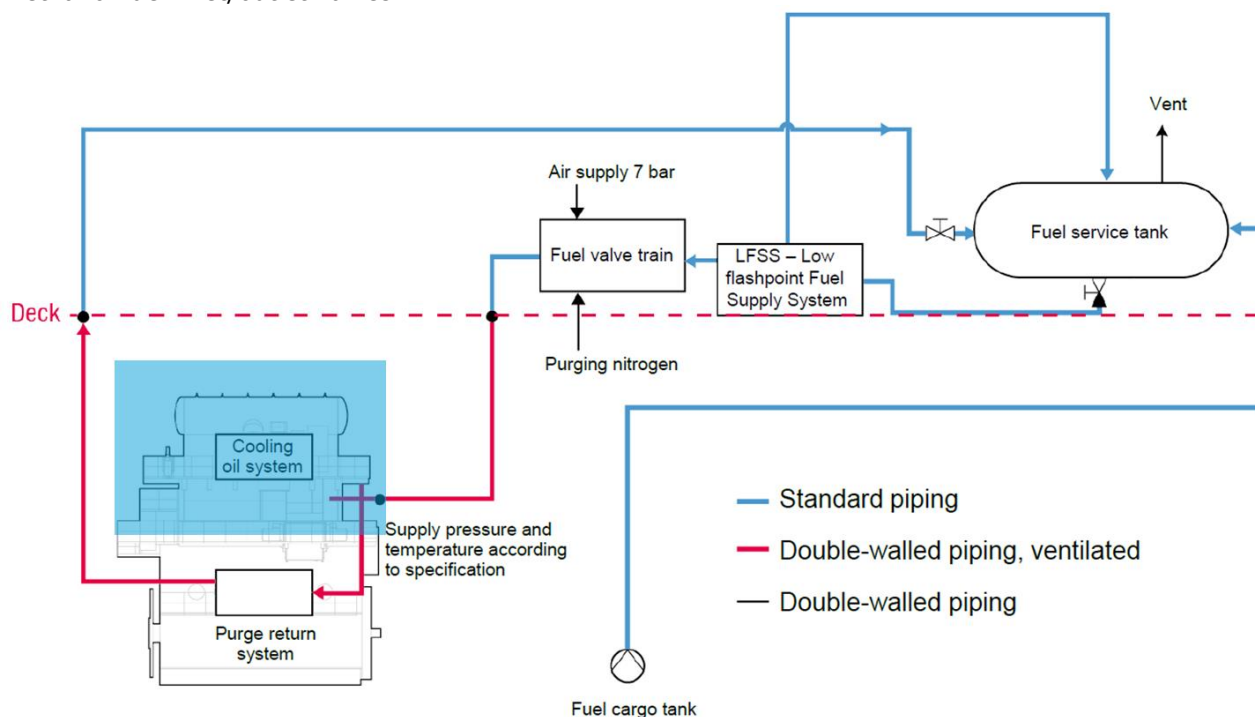 Vent
Air supply 7 bar
Fuel valve train
LFSS – Low
flashpoint Fuel
Supply System
Fuel service tank
Deck
Purging nitrogen
Cooling
oil system
Supply pressure and
temperature according
to specification
Purge return
system
Fuel cargo tank
Standard piping
Double-walled piping, ventilated
Double-walled piping